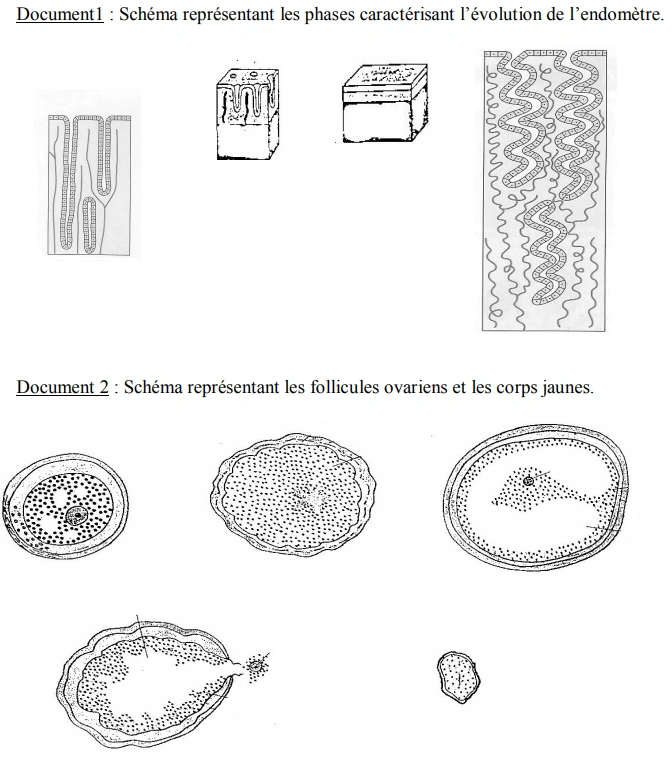 Document1 : Schéma représentant les phases caractérisant l’évolution de l’endomètre.
Document 2 : Schéma représentant les follicules ovariens et les corps jaunes.